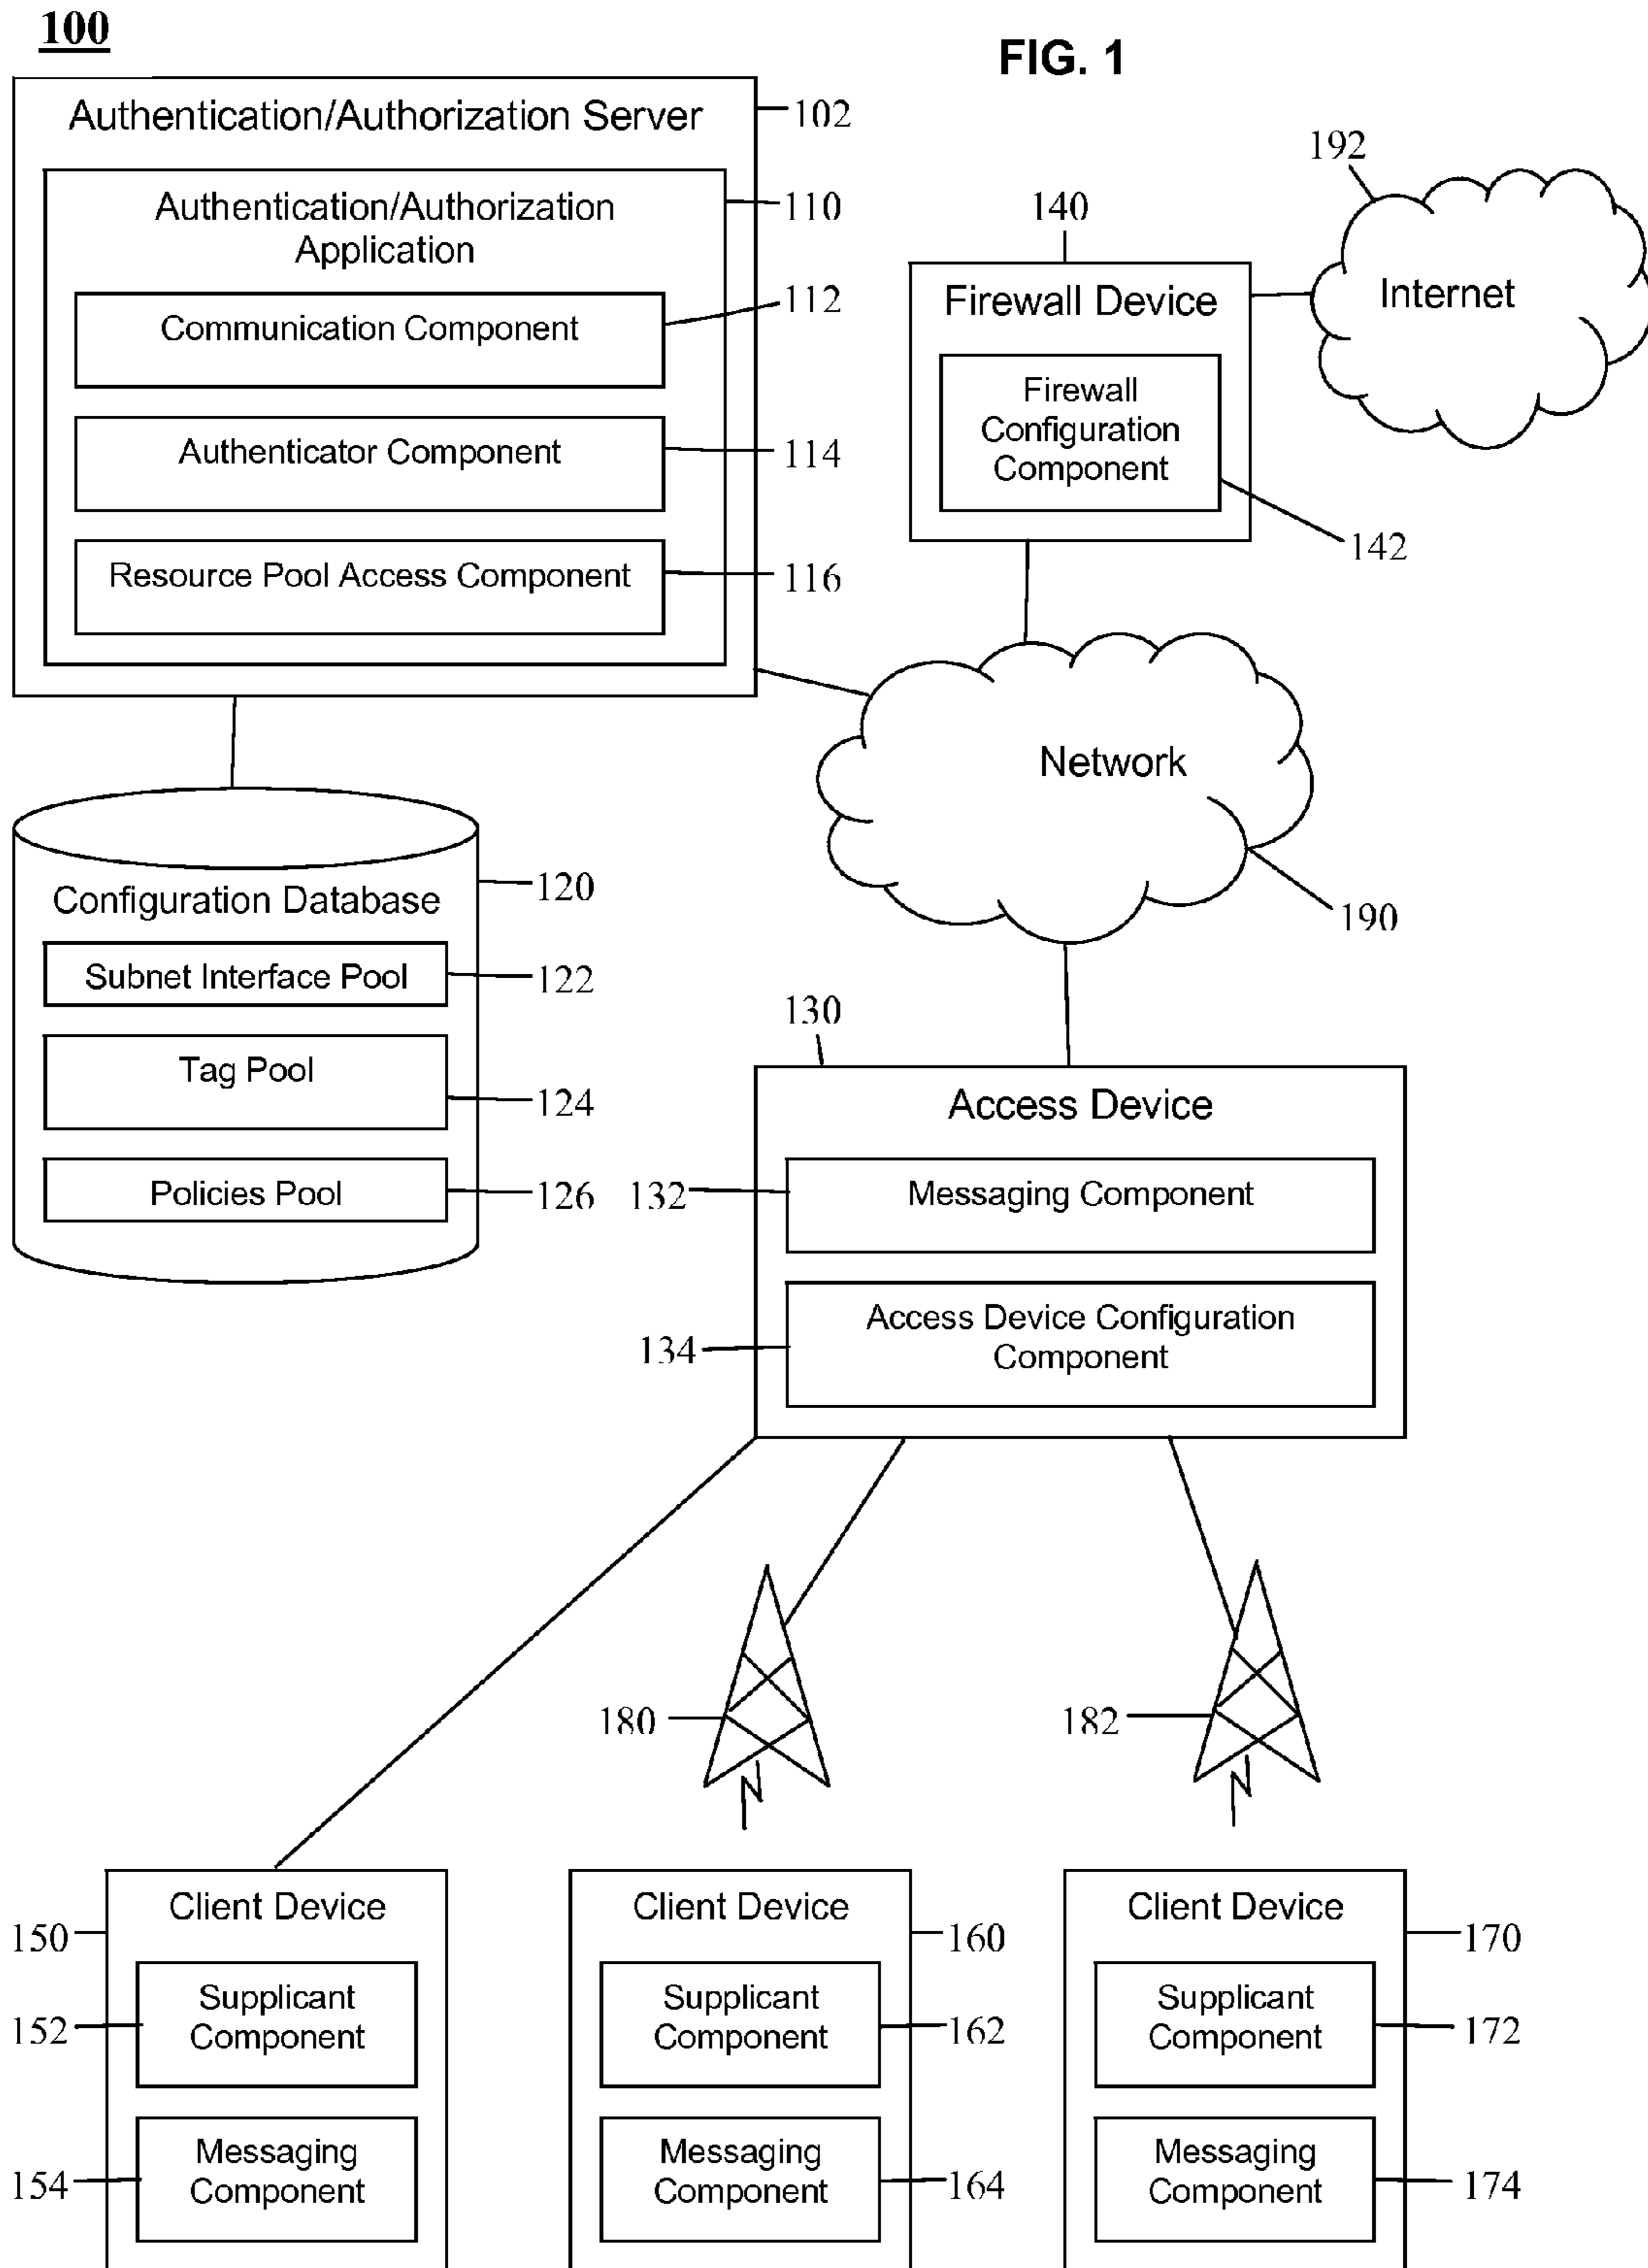 100
FIG. 1
Authentication/Authorization Server
102
Authentication/Authorization
Application
110
Communication Component
112
Authenticator Component
114
Resource Pool Access Component
116
140
Firewall Device
Firewall
Configuration
Component
142
192
Internet
Network
190
Configuration Database
120
Subnet Interface Pool
122
Tag Pool
124
Policies Pool
126
130
Access Device
132
Messaging Component
134
Access Device Configuration
Component
180
182
150
Client Device
152
Supplicant
Component
154
Messaging
Component
Client Device
160
Supplicant
Component
162
Messaging
Component
164
Client Device
170
Supplicant
Component
172
Messaging
Component
174